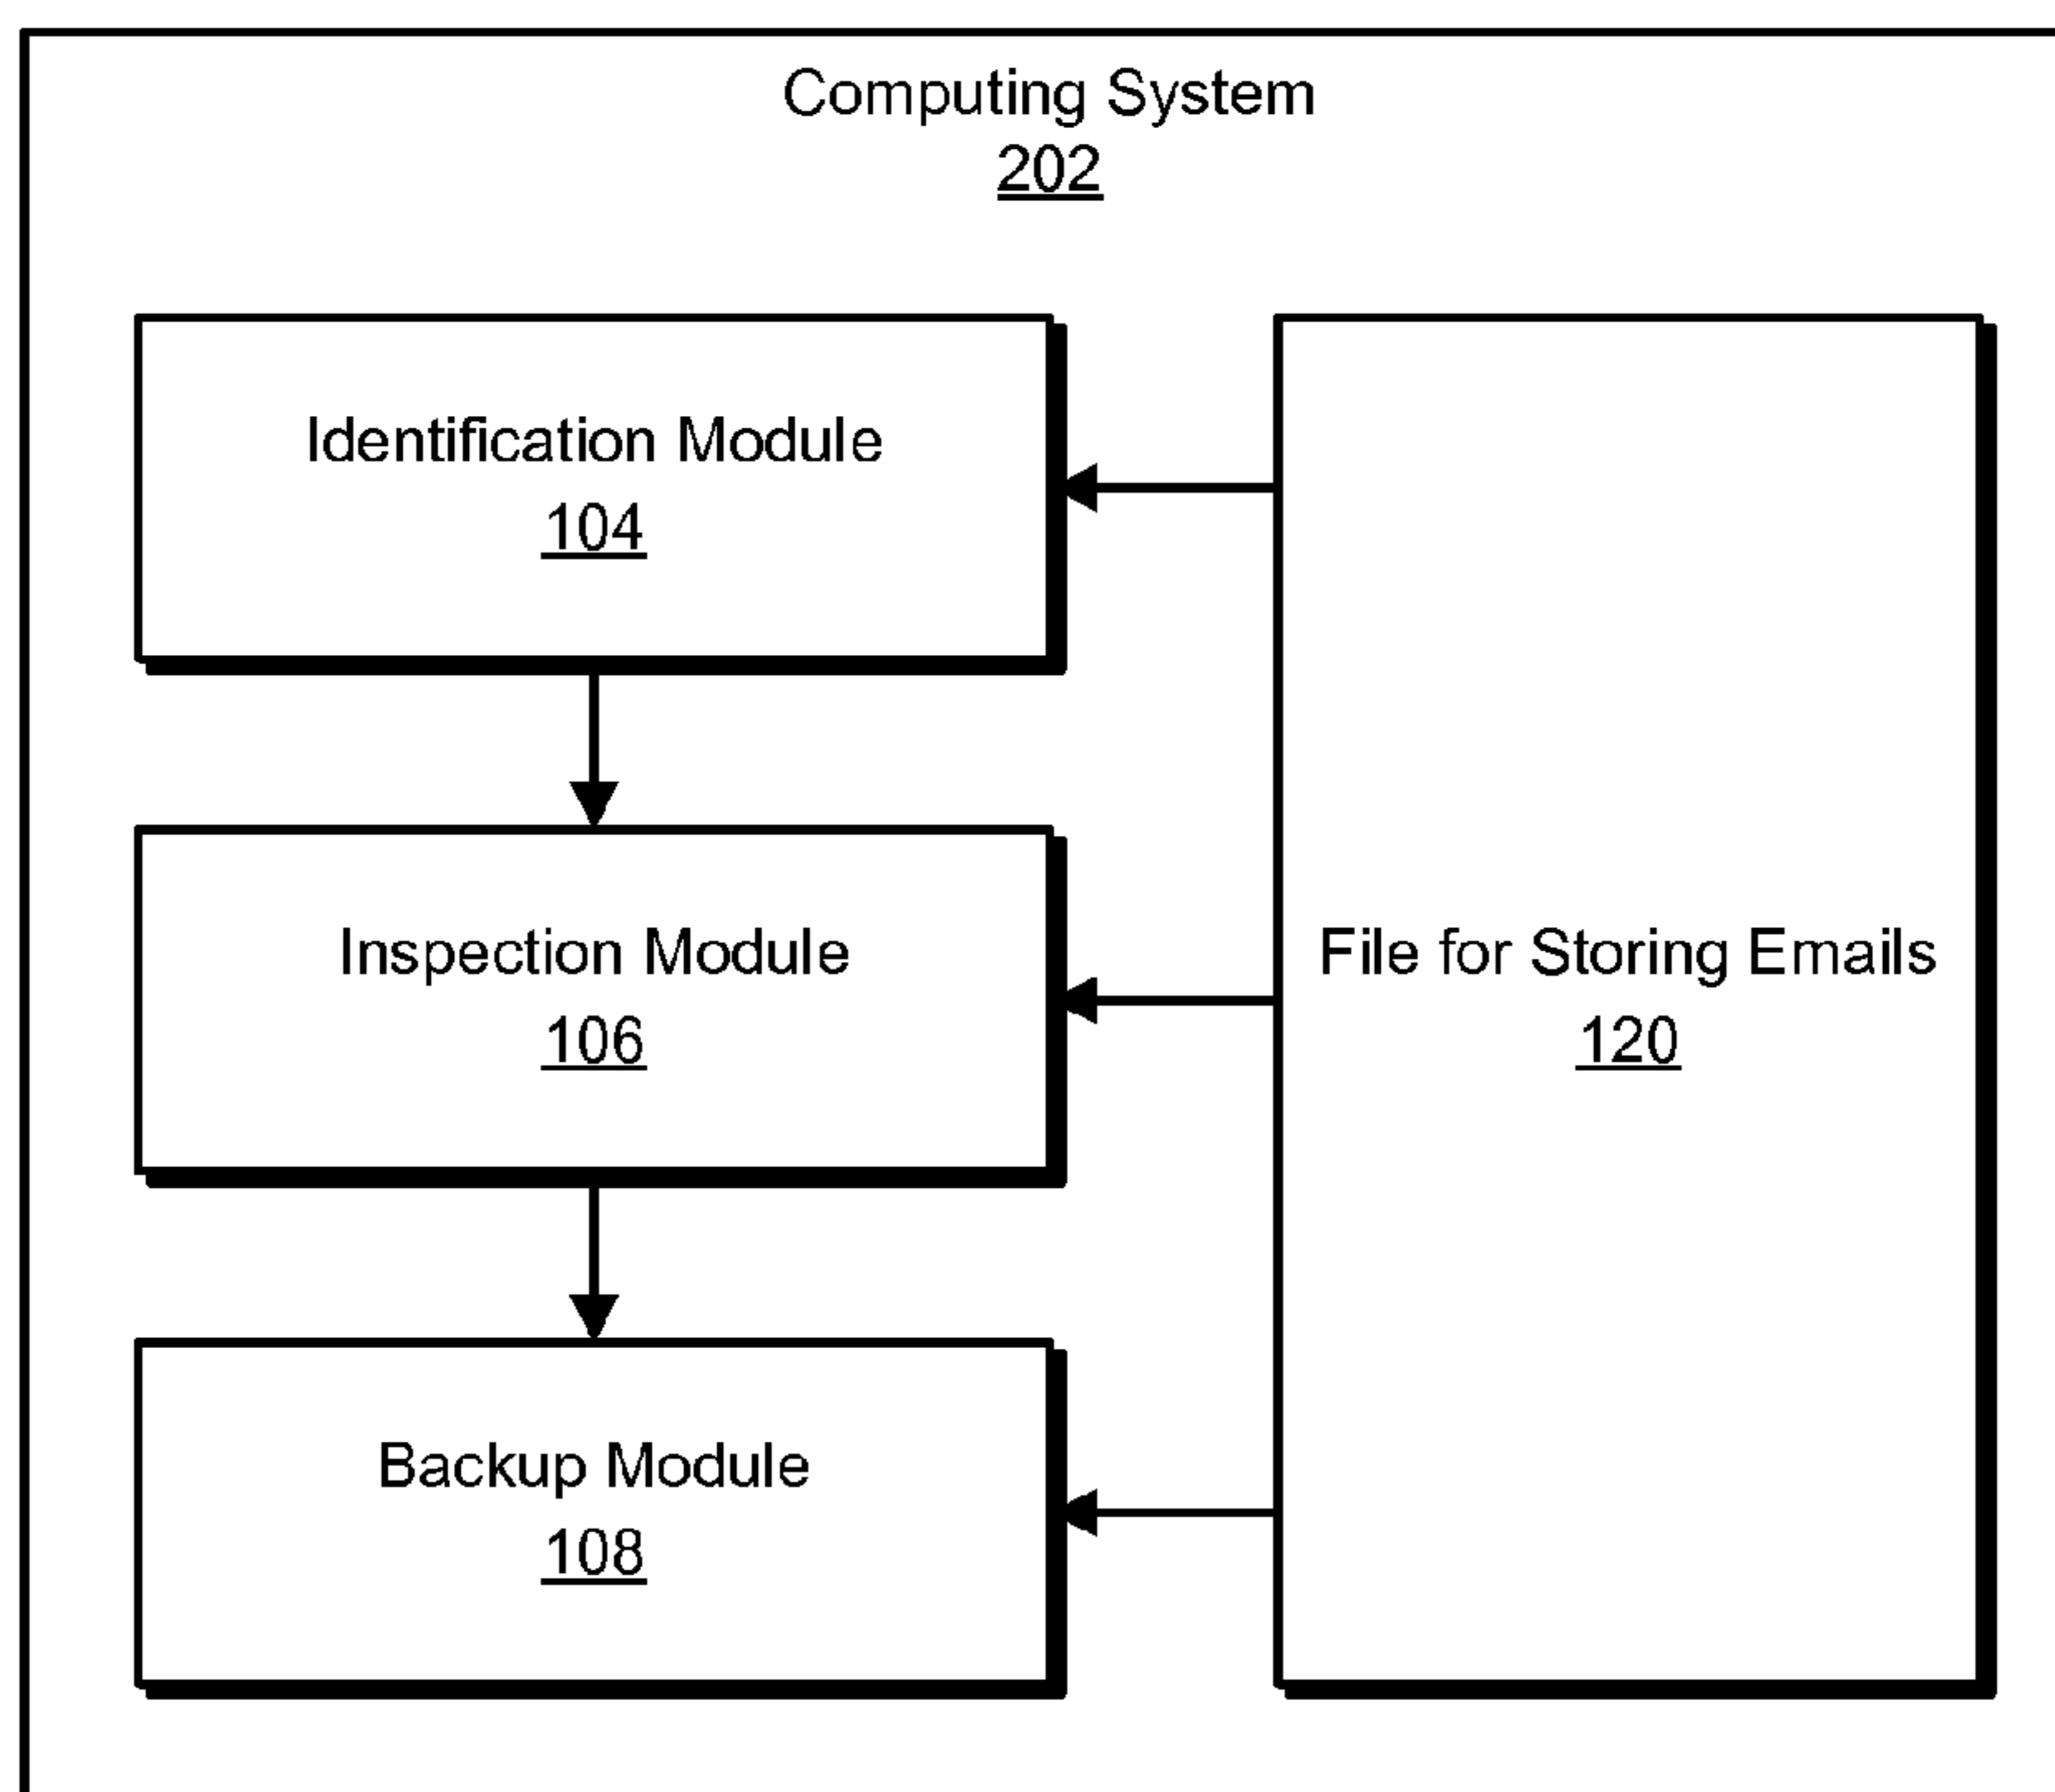 Computing System
202
Identification Module
104
Inspection Module
106
File for Storing Emails
120
Backup Module
108